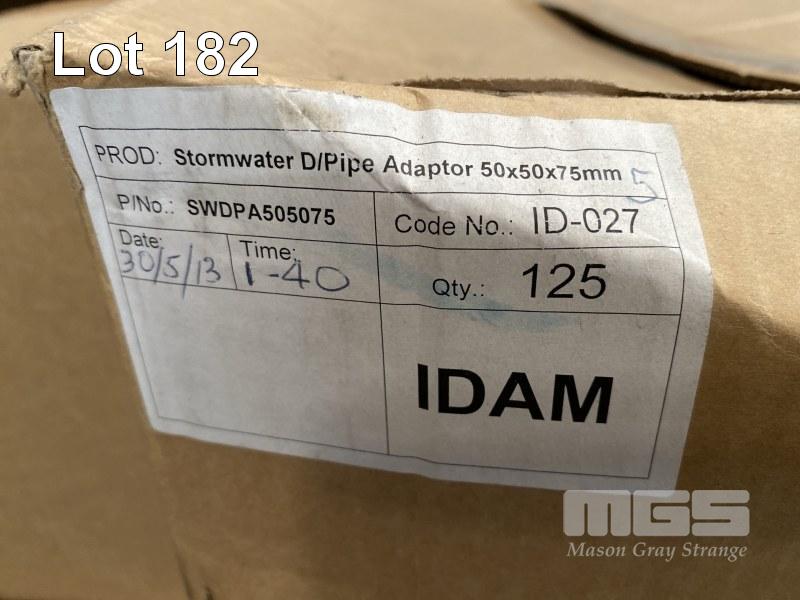 Lot 182
PROD: Stormwater D/Pipe Adaptor 50x50x75mm 5
P/No.: SWDPA505075
Code No.: ID-027
Date: 30/5/13
Time: 1-40
Qty.: 125
IDAM
MGS
Mason Gray Strange